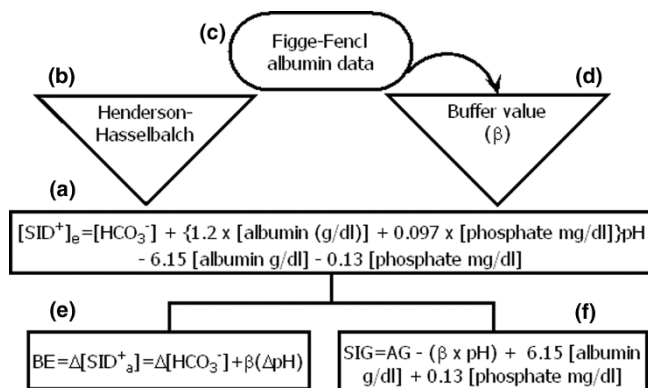 (c)
Figge-Fencl
albumin data
(b)
(d)
Henderson-
Hasselbalch
Buffer value
(β)
(a)
[SID⁺]ₑ=[HCO₃⁻] + {1.2 x [albumin (g/dl)] + 0.097 x [phosphate mg/dl]}pH
- 6.15 [albumin g/dl] - 0.13 [phosphate mg/dl]
(e)
BE=Δ[SID⁺ₐ]=Δ[HCO₃⁻]+β(ΔpH)
(f)
SIG=AG - (β x pH) + 6.15 [albumin
g/dl] + 0.13 [phosphate mg/dl]